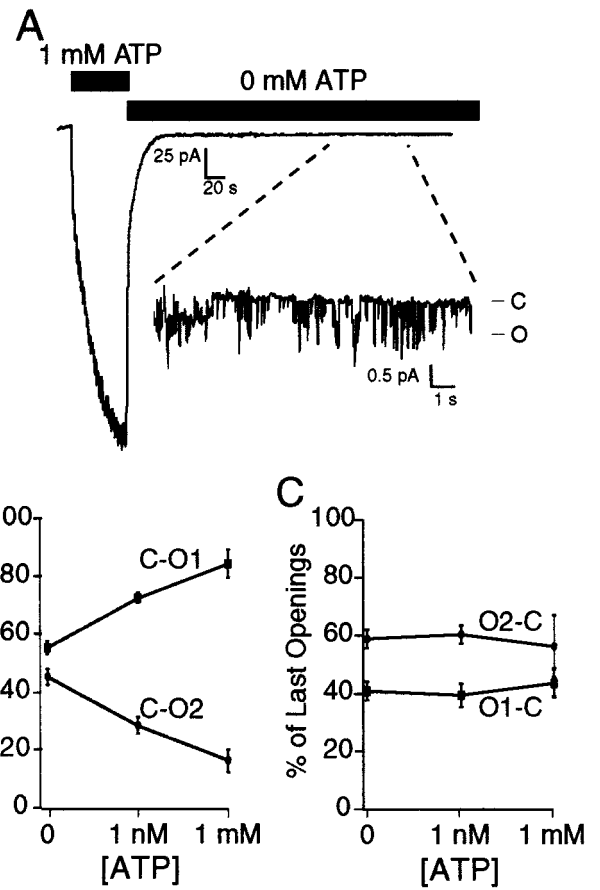 A
1 mM ATP
0 mM ATP
25 pA
20 s
– C
– O
0.5 pA
1 s
00
80
60
40
20
0
C-O1
C-O2
0 1 nM 1 mM
[ATP]
C
% of Last Openings
100
80
60
40
20
0
O2-C
O1-C
0 1 nM 1 mM
[ATP]